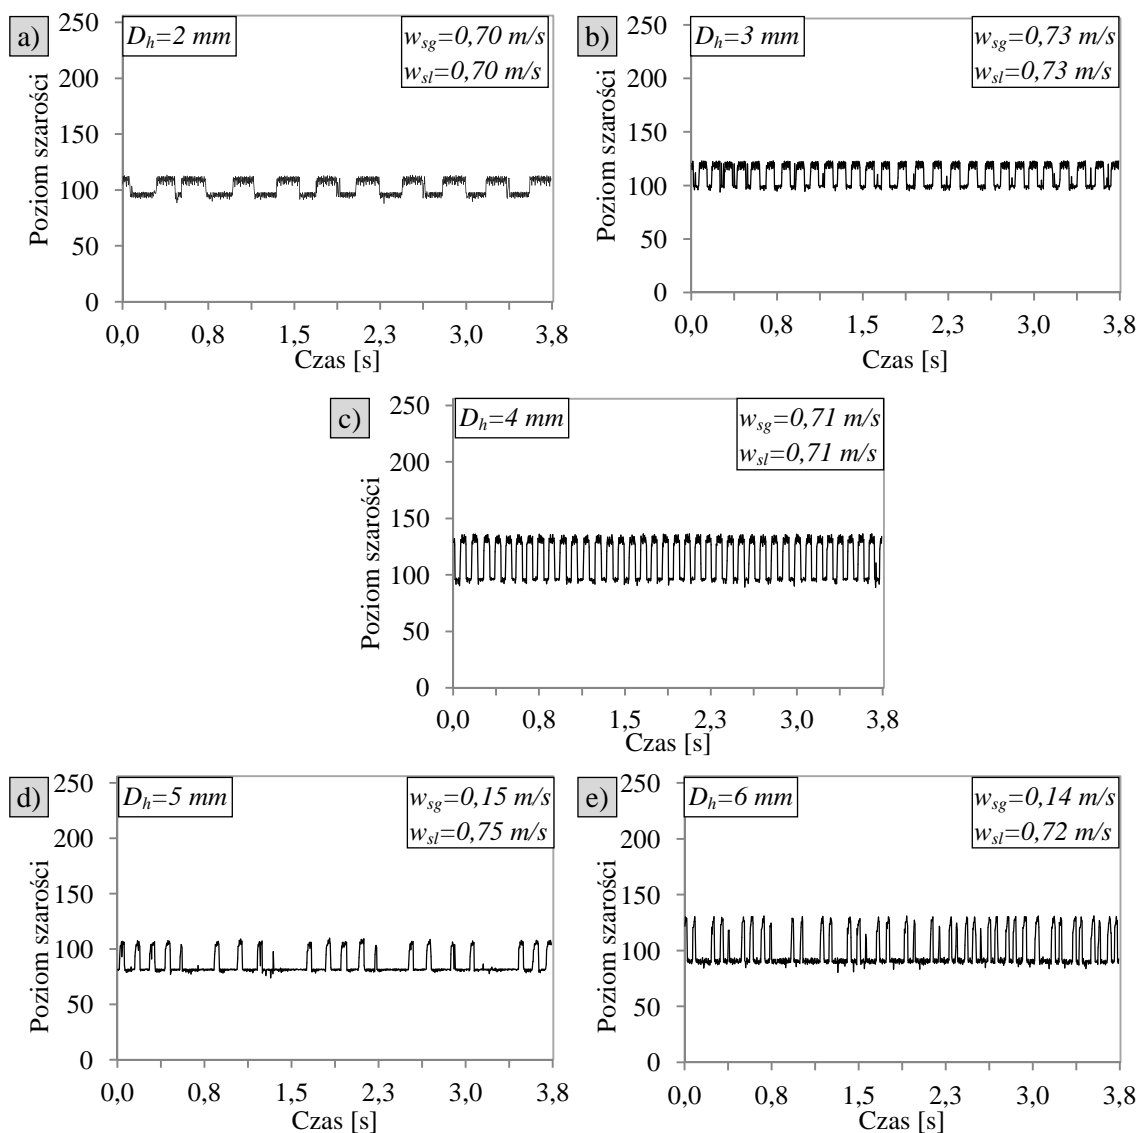 a)
D_h=2 mm
w_sg=0,70 m/s
w_sl=0,70 m/s
Poziom szarości
250
200
150
100
50
0
0,0 0,8 1,5 2,3 3,0 3,8
Czas [s]
b)
D_h=3 mm
w_sg=0,73 m/s
w_sl=0,73 m/s
Poziom szarości
250
200
150
100
50
0
0,0 0,8 1,5 2,3 3,0 3,8
Czas [s]
c)
D_h=4 mm
w_sg=0,71 m/s
w_sl=0,71 m/s
Poziom szarości
250
200
150
100
50
0
0,0 0,8 1,5 2,3 3,0 3,8
Czas [s]
d)
D_h=5 mm
w_sg=0,15 m/s
w_sl=0,75 m/s
Poziom szarości
250
200
150
100
50
0
0,0 0,8 1,5 2,3 3,0 3,8
Czas [s]
e)
D_h=6 mm
w_sg=0,14 m/s
w_sl=0,72 m/s
Poziom szarości
250
200
150
100
50
0
0,0 0,8 1,5 2,3 3,0 3,8
Czas [s]